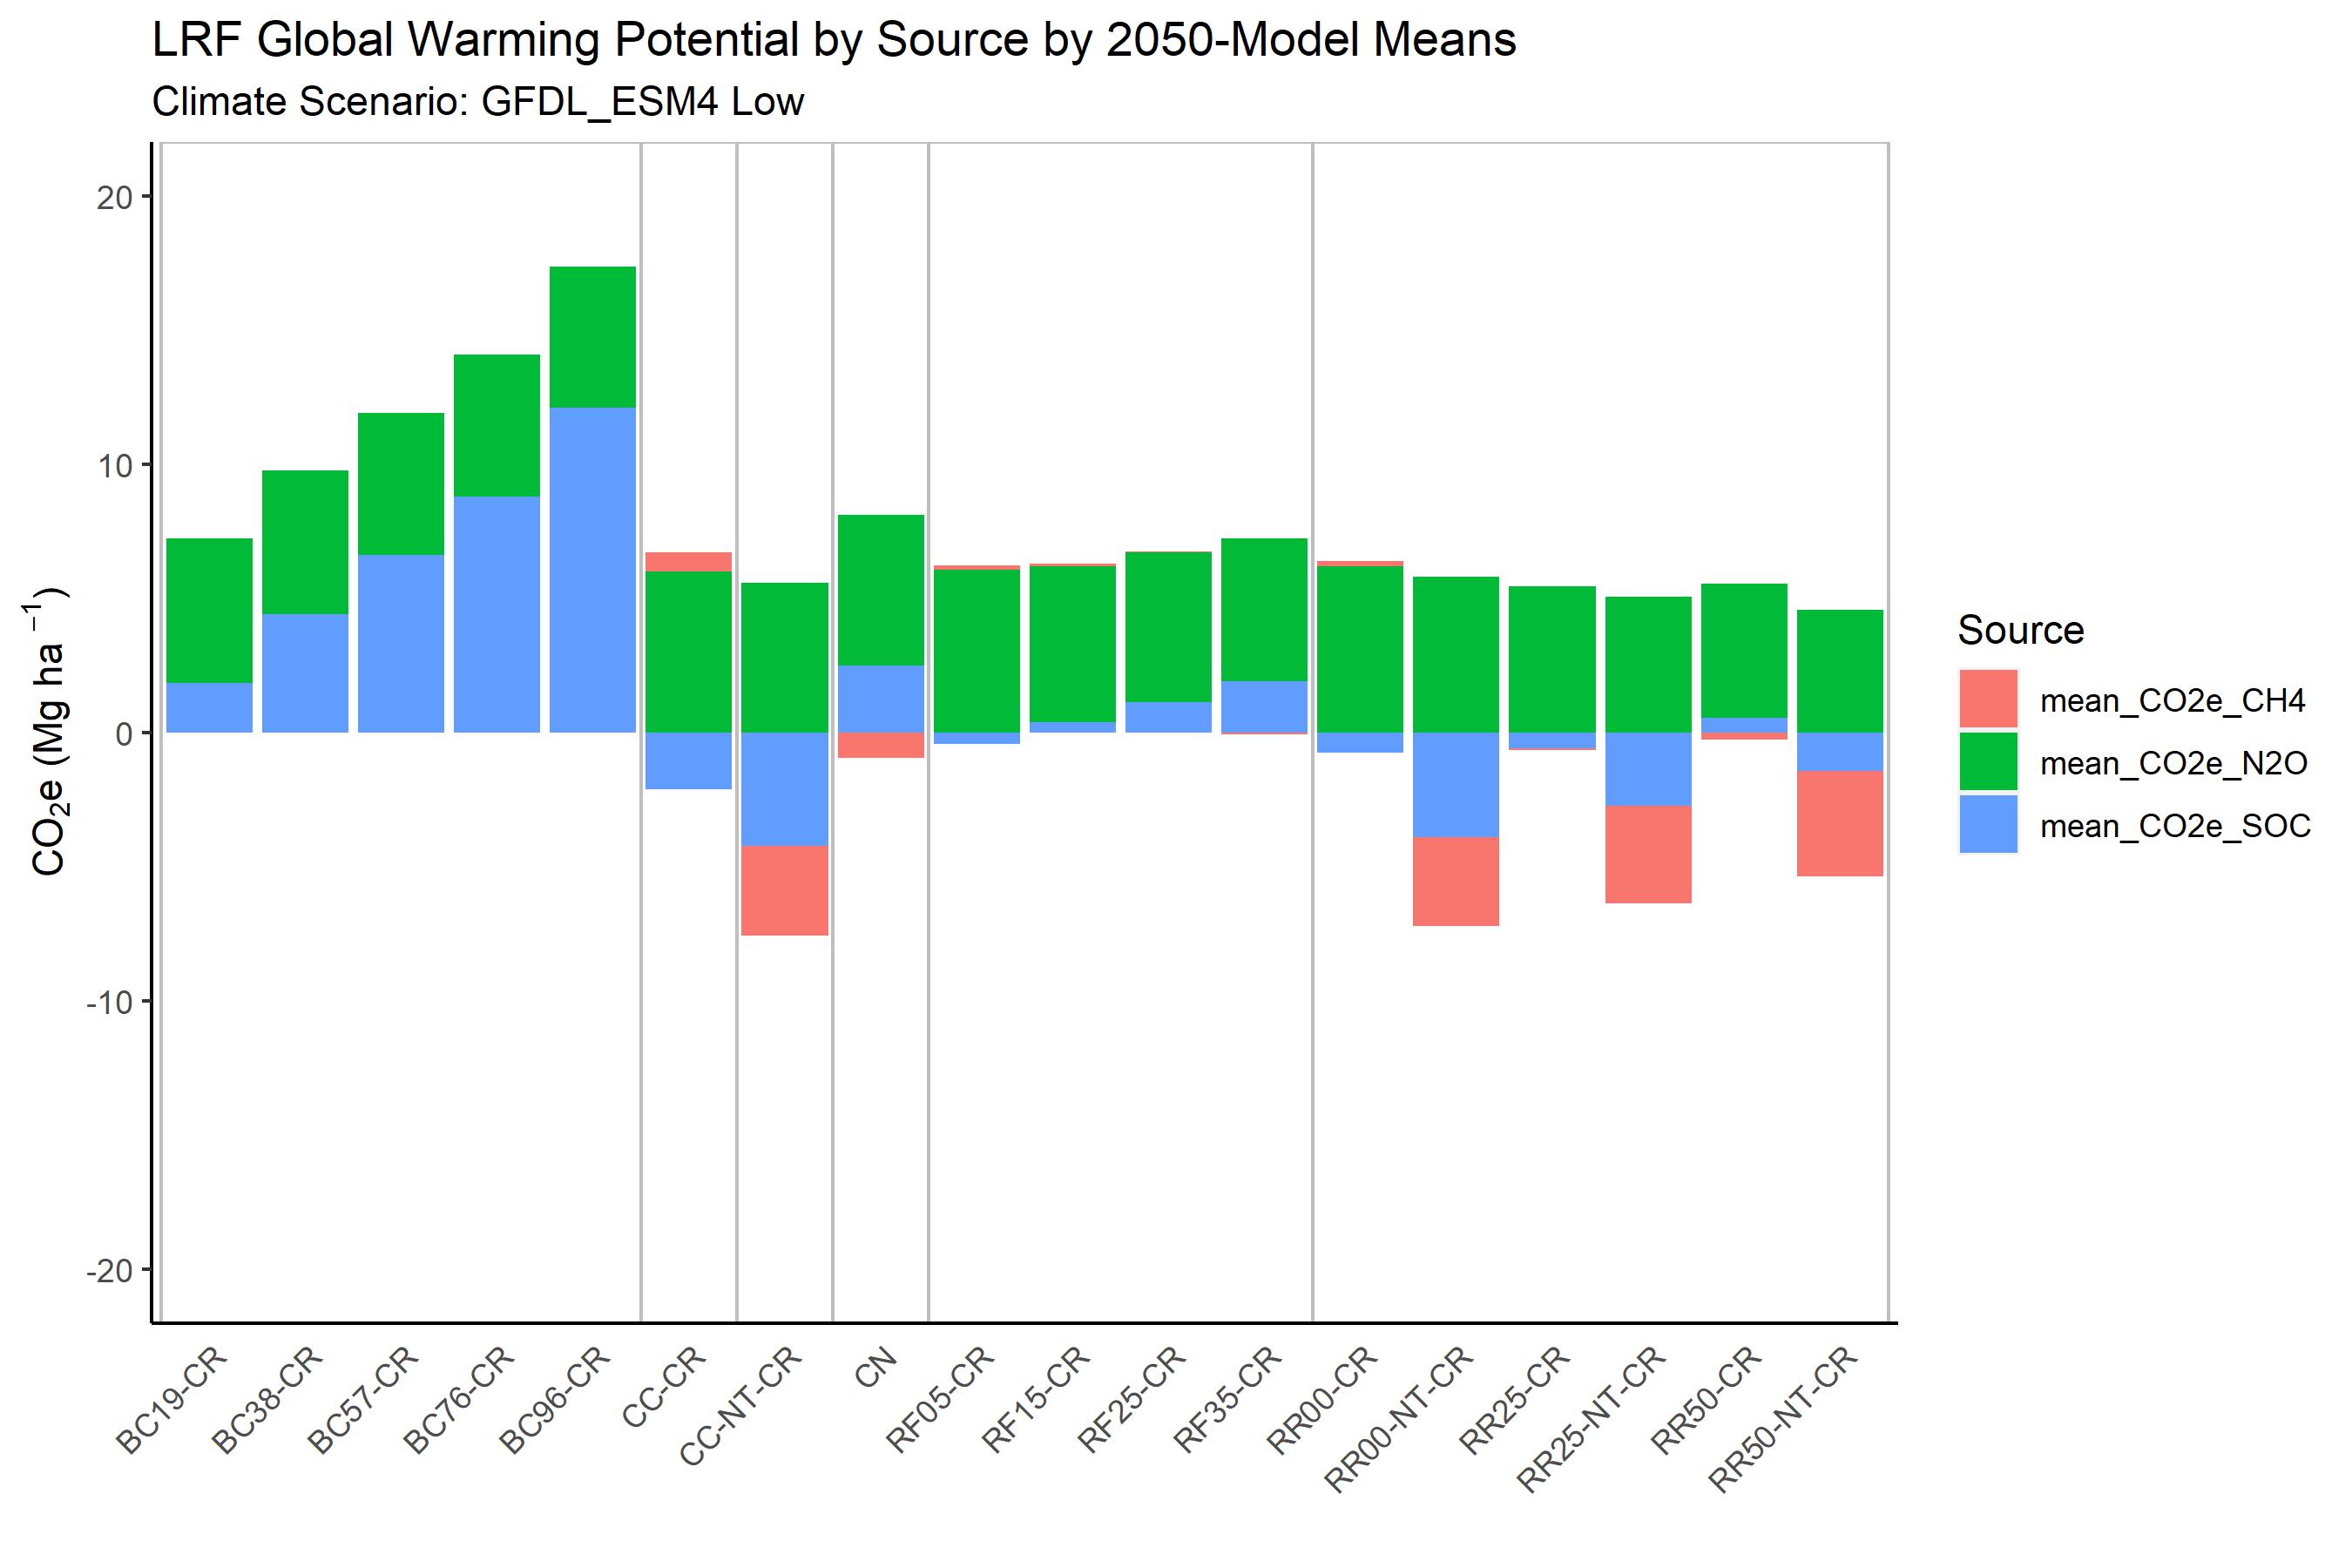 LRF Global Warming Potential by Source by 2050-Model Means
Climate Scenario: GFDL_ESM4 Low
CO₂e (Mg ha ⁻¹)
20
10
0
-10
-20
BC19-CR
BC38-CR
BC57-CR
BC76-CR
BC96-CR
CC-CR
CC-NT-CR
CN
RF05-CR
RF15-CR
RF25-CR
RF35-CR
RR00-CR
RR00-NT-CR
RR25-CR
RR25-NT-CR
RR50-CR
RR50-NT-CR
Source
mean_CO2e_CH4
mean_CO2e_N2O
mean_CO2e_SOC